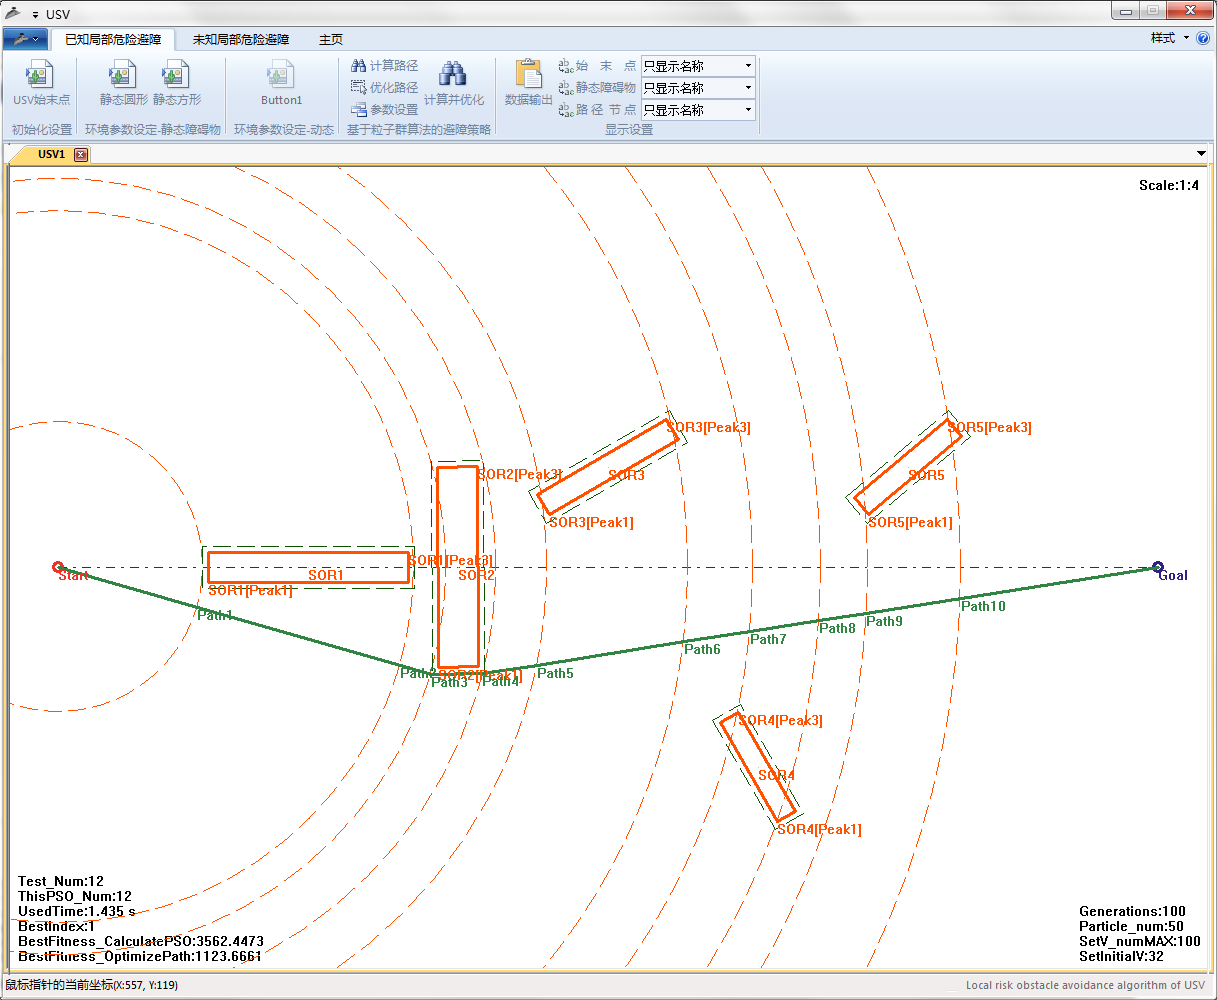 USV
已知局部危险避障 未知局部危险避障 主页 样式
USV始末点 静态圆形 静态方形 Button1 计算路径 优化路径 参数设置 计算并优化 数据输出
始 末 点 只显示名称
静态障碍物 只显示名称
路 径 节 点 只显示名称
初始化设置 环境参数设定-静态障碍物 环境参数设定-动态 基于粒子群算法的避障策略 显示设置
USV1
Scale:1:4
SOR3[Peak3] SOR5[Peak3]
SOR2[Peak3] SOR3 SOR5
SOR3[Peak1] SOR5[Peak1]
SOR1[Peak3]
Start SOR1 SOR2 Goal
SOR1[Peak1]
Path1 Path10
Path9
Path8
Path7
Path6
Path2 SOR2[Peak1] Path5
Path3 Path4
SOR4[Peak3]
SOR4
SOR4[Peak1]
Test_Num:12
ThisPSO_Num:12
UsedTime:1.435 s
BestIndex:1
BestFitness_CalculatePSO:3562.4473
BestFitness_OptimizePath:1123.6661
Generations:100
Particle_num:50
SetV_numMAX:100
SetInitialV:32
鼠标指针的当前坐标(X:557, Y:119) Local risk obstacle avoidance algorithm of USV